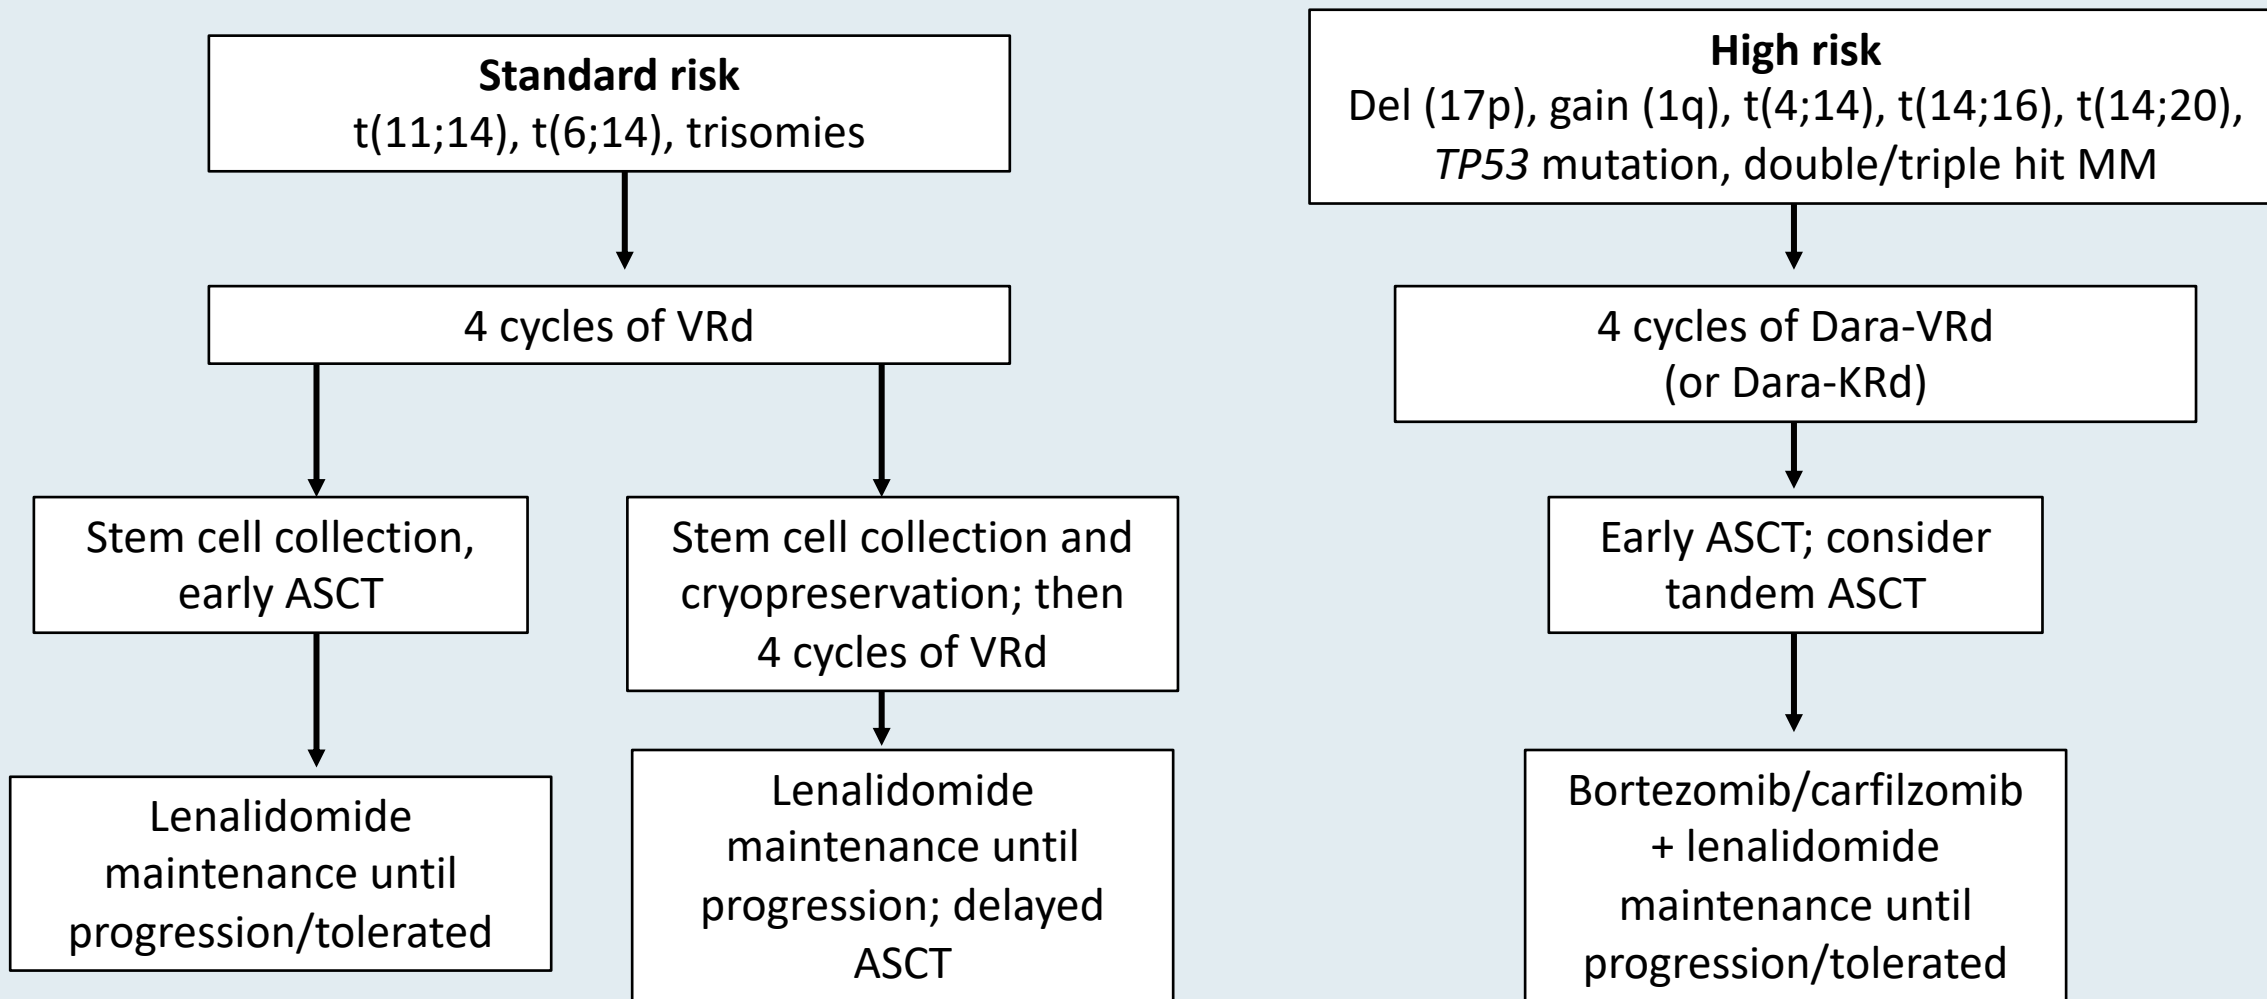 Standard risk
t(11;14), t(6;14), trisomies
High risk
Del (17p), gain (1q), t(4;14), t(14;16), t(14;20),
TP53 mutation, double/triple hit MM
4 cycles of VRd
4 cycles of Dara-VRd
(or Dara-KRd)
Stem cell collection,
early ASCT
Stem cell collection and
cryopreservation; then
4 cycles of VRd
Early ASCT; consider
tandem ASCT
Lenalidomide
maintenance until
progression/tolerated
Lenalidomide
maintenance until
progression; delayed
ASCT
Bortezomib/carfilzomib
+ lenalidomide
maintenance until
progression/tolerated